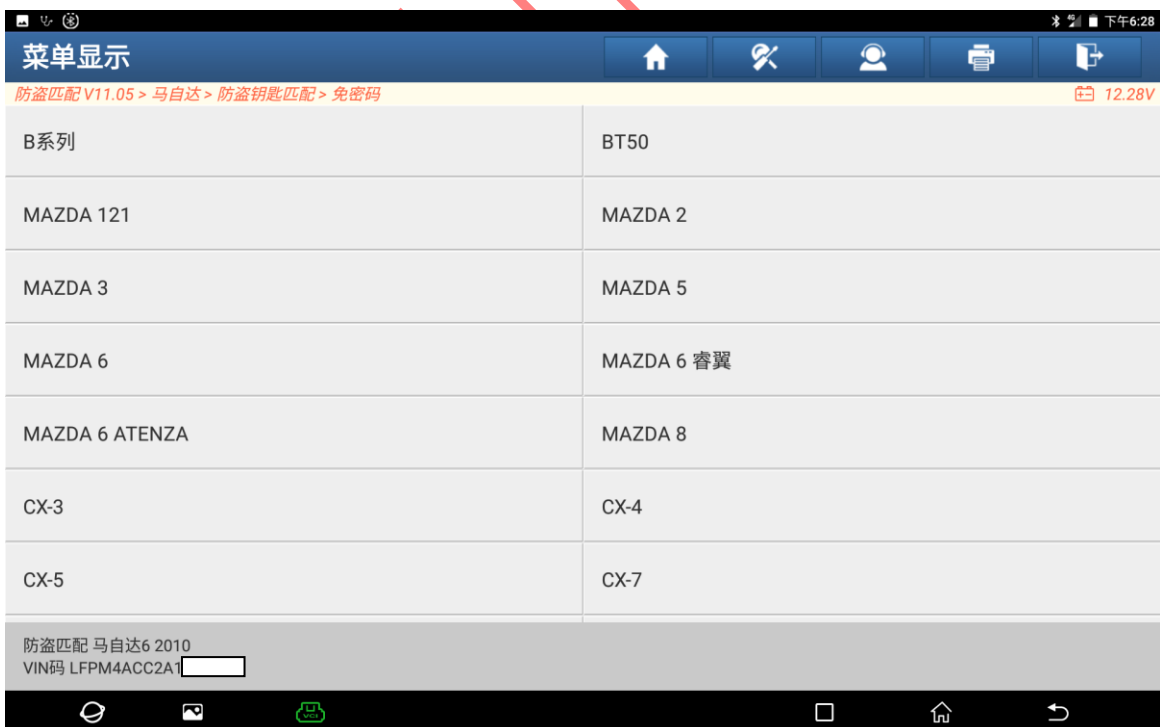 下午6:28
菜单显示
防盗匹配 V11.05 > 马自达 > 防盗钥匙匹配 > 免密码
12.28V
B系列
BT50
MAZDA 121
MAZDA 2
MAZDA 3
MAZDA 5
MAZDA 6
MAZDA 6 睿翼
MAZDA 6 ATENZA
MAZDA 8
CX-3
CX-4
CX-5
CX-7
防盗匹配 马自达6 2010
VIN码 LFPM4ACC2A1
VCI